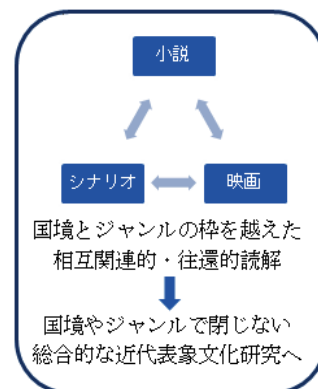 小説
シナリオ
映画
国境とジャンルの枠を越えた
相互関連的・往還的読解
国境やジャンルで閉じない
総合的な近代表象文化研究へ